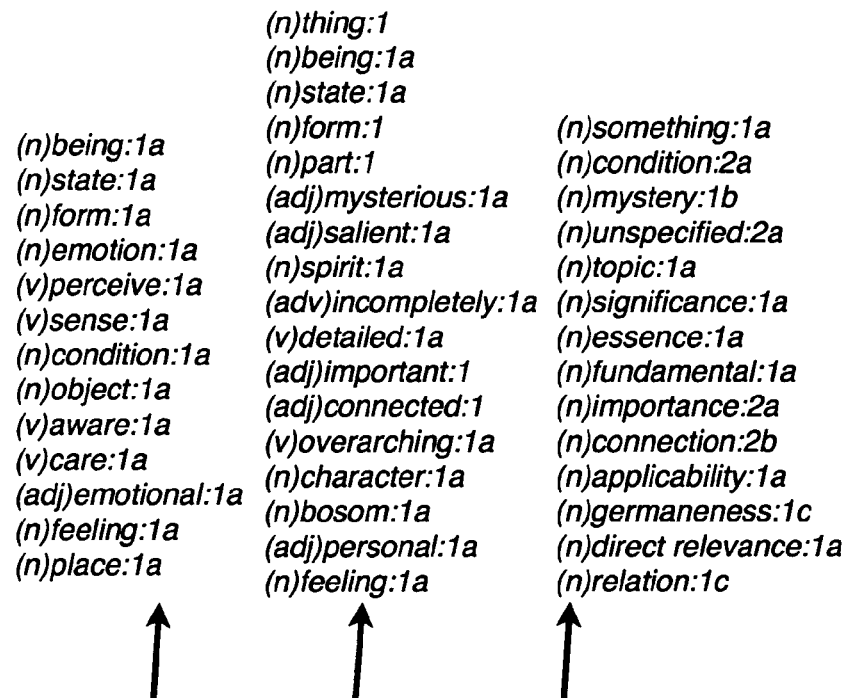 (n)being:1a
(n)state:1a
(n)form:1a
(n)emotion:1a
(v)perceive:1a
(v)sense:1a
(n)condition:1a
(n)object:1a
(v)aware:1a
(v)care:1a
(adj)emotional:1a
(n)feeling:1a
(n)place:1a
(n)thing:1
(n)being:1a
(n)state:1a
(n)form:1
(n)part:1
(adj)mysterious:1a
(adj)salient:1a
(n)spirit:1a
(adv)incompletely:1a
(v)detailed:1a
(adj)important:1
(adj)connected:1
(v)overarching:1a
(n)character:1a
(n)bosom:1a
(adj)personal:1a
(n)feeling:1a
(n)something:1a
(n)condition:2a
(n)mystery:1b
(n)unspecified:2a
(n)topic:1a
(n)significance:1a
(n)essence:1a
(n)fundamental:1a
(n)importance:2a
(n)connection:2b
(n)applicability:1a
(n)germaneness:1c
(n)direct relevance:1a
(n)relation:1c